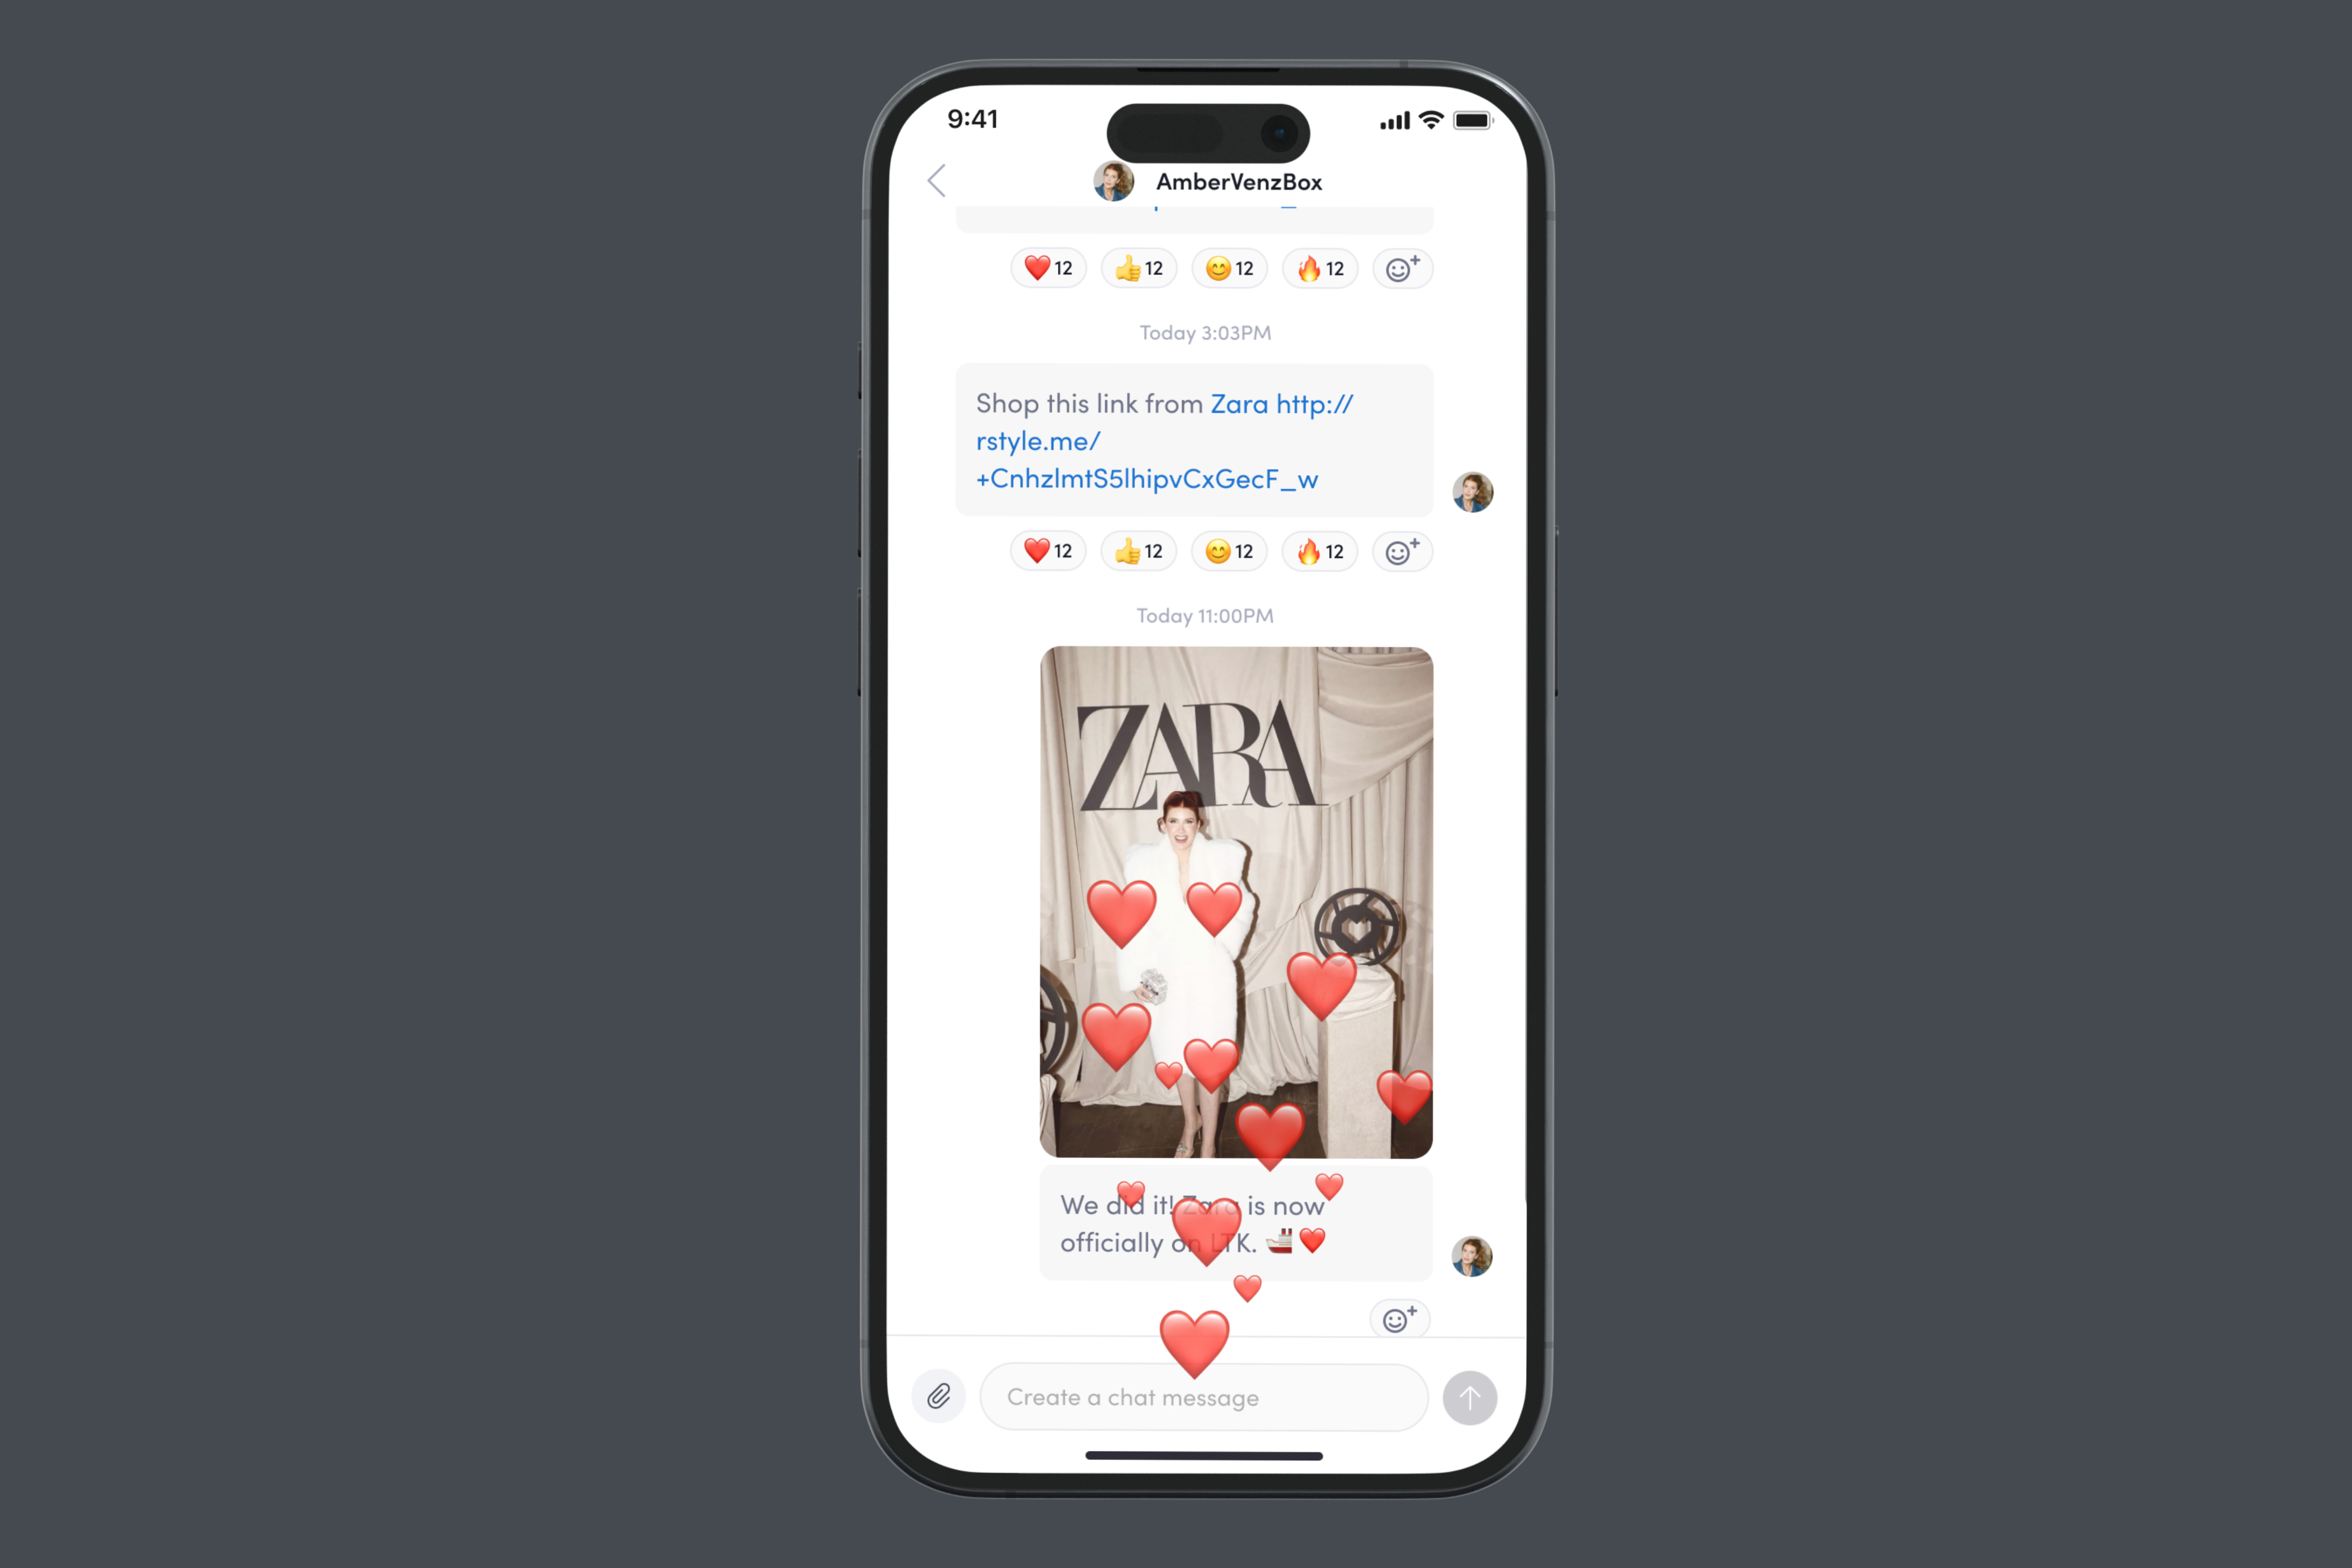 9:41
AmberVenzBox
❤️ 12 👍 12 😊 12 🔥 12
Today 3:03PM
Shop this link from Zara http://
rstyle.me/
+CnhzlmtS5lhipvCxGecF_w
❤️ 12 👍 12 😊 12 🔥 12
Today 11:00PM
ZARA
We did it! Zara is now
officially on LTK. 🚢 ❤️
Create a chat message